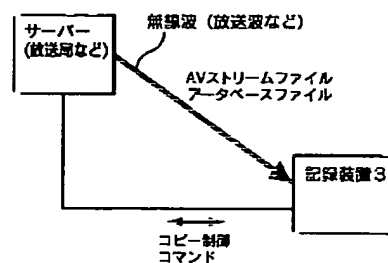 サーバー
(放送局など)
無線波（放送波など）
AVストリームファイル
データベースファイル
記録装置3
コピー制御
コマンド